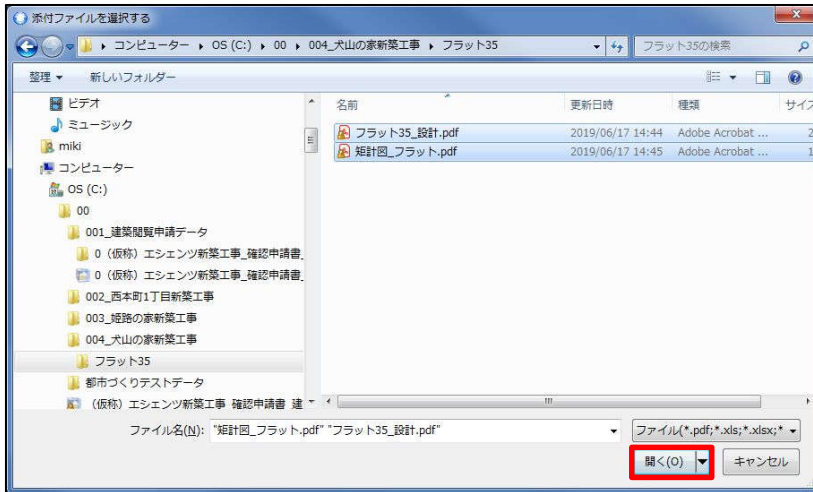 添付ファイルを選択する
コンピューター ▸ OS (C:) ▸ 00 ▸ 004_犬山の家新築工事 ▸ フラット35
フラット35の検索
整理 ▼ 新しいフォルダー
ビデオ
ミュージック
miki
コンピューター
OS (C:)
00
001_建築閲覧申請データ
0（仮称）エシェンツ新築工事_確認申請書_
0（仮称）エシェンツ新築工事_確認申請書_
002_西本町1丁目新築工事
003_姫路の家新築工事
004_犬山の家新築工事
フラット35
都市づくりテストデータ
（仮称）エシェンツ新築工事 確認申請書 建
名前 更新日時 種類 サイズ
フラット35_設計.pdf 2019/06/17 14:44 Adobe Acrobat ... 2
矩計図_フラット.pdf 2019/06/17 14:45 Adobe Acrobat ... 1
ファイル名(N): "矩計図_フラット.pdf" "フラット35_設計.pdf"
ファイル(*.pdf;*.xls;*.xlsx;*
開く(O) ▼ キャンセル